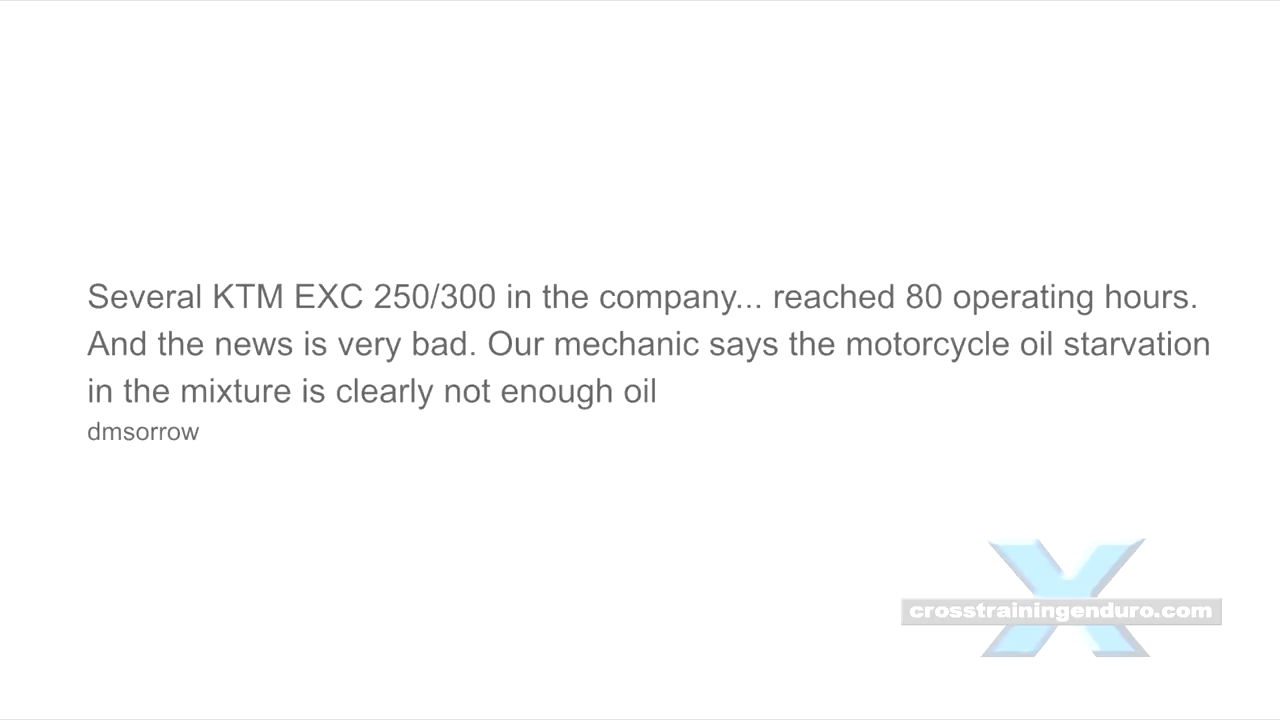 Several KTM EXC 250/300 in the company... reached 80 operating hours.
And the news is very bad. Our mechanic says the motorcycle oil starvation
in the mixture is clearly not enough oil
dmsorrow
X
crosstrainingenduro.com